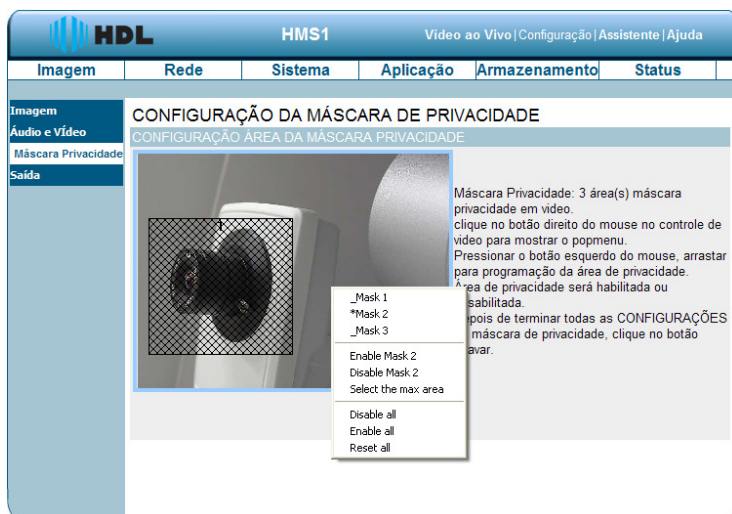 HDL
HMS1
Video ao Vivo|Configuração|Assistente|Ajuda
Imagem Rede Sistema Aplicação Armazenamento Status
Imagem
Áudio e Vídeo
Máscara Privacidade
Saída
CONFIGURAÇÃO DA MÁSCARA DE PRIVACIDADE
CONFIGURAÇÃO ÁREA DA MÁSCARA PRIVACIDADE
1
Máscara Privacidade: 3 área(s) máscara
privacidade em video.
clique no botão direito do mouse no controle de
video para mostrar o popmenu.
Pressionar o botão esquerdo do mouse, arrastar
para programação da área de privacidade.
Área de privacidade será habilitada ou
sabilitada.
pois de terminar todas as CONFIGURAÇÕES
máscara de privacidade, clique no botão
avar.
_Mask 1
*Mask 2
_Mask 3
Enable Mask 2
Disable Mask 2
Select the max area
Disable all
Enable all
Reset all